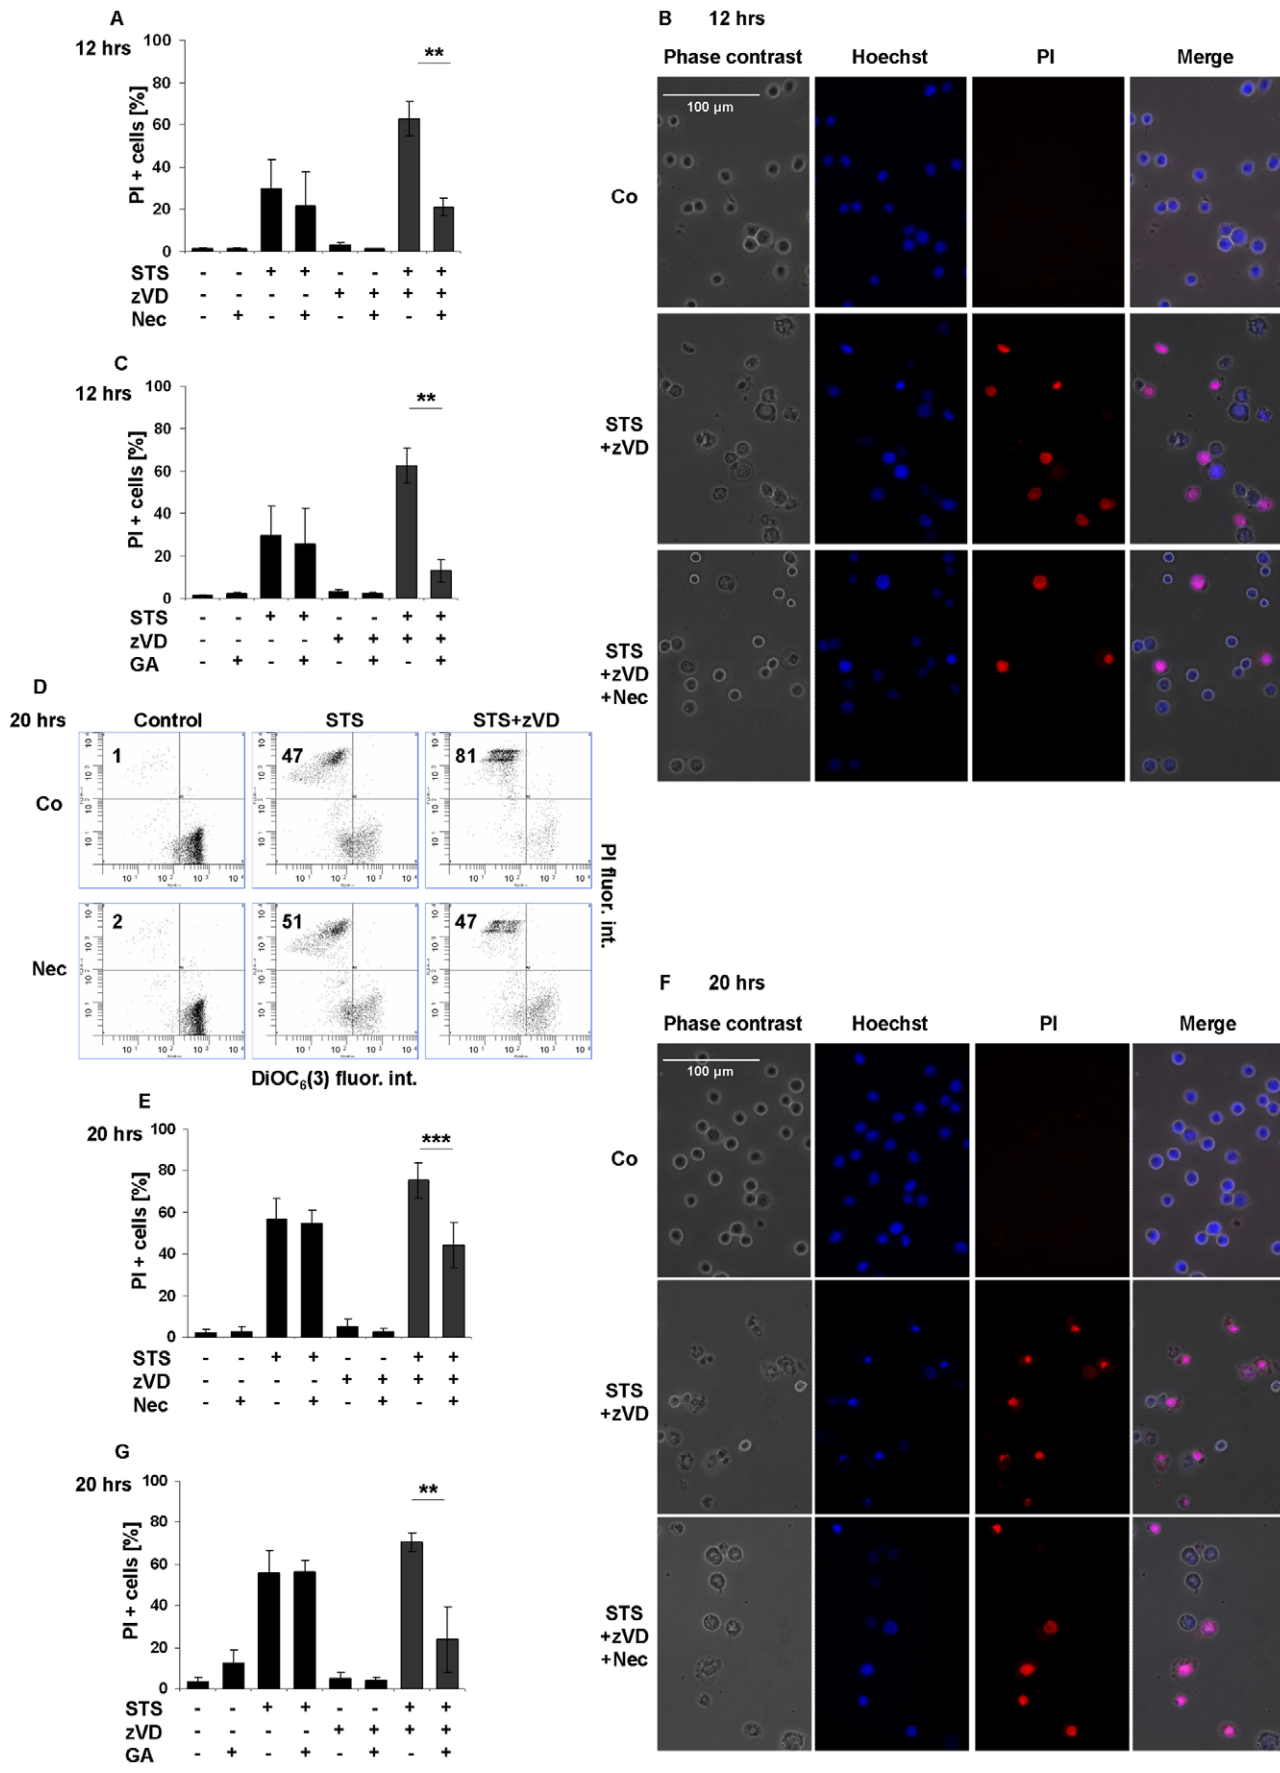 A
12 hrs
PI + cells [%]
100
80
60
40
20
0
**
STS - - + + - - + +
zVD - - - - + + + +
Nec - + - + - + - +
B 12 hrs
Phase contrast Hoechst PI Merge
100 µm
Co
STS
+zVD
STS
+zVD
+Nec
C
12 hrs
PI + cells [%]
100
80
60
40
20
0
**
STS - - + + - - + +
zVD - - - - + + + +
GA - + - + - + - +
D
20 hrs
Control STS STS+zVD
Co
1 47 81
Nec
2 51 47
PI fluor. int.
DiOC6(3) fluor. int.
E
20 hrs
PI + cells [%]
100
80
60
40
20
0
***
STS - - + + - - + +
zVD - - - - + + + +
Nec - + - + - + - +
F 20 hrs
Phase contrast Hoechst PI Merge
100 µm
Co
STS
+zVD
STS
+zVD
+Nec
G
20 hrs
PI + cells [%]
100
80
60
40
20
0
**
STS - - + + - - + +
zVD - - - - + + + +
GA - + - + - + - +